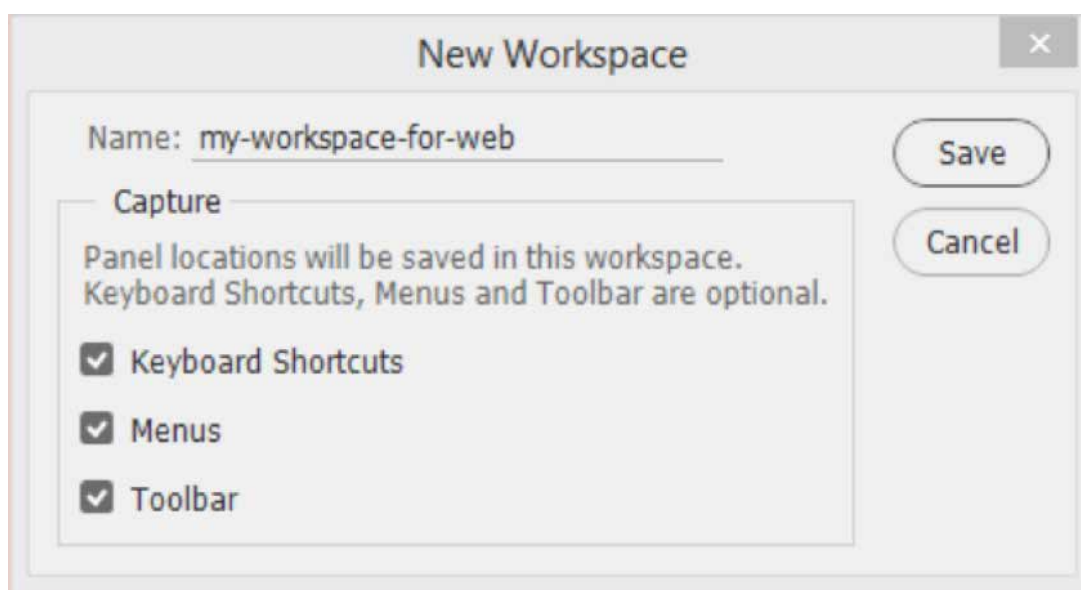 New Workspace
Name: my-workspace-for-web
Save
Capture
Cancel
Panel locations will be saved in this workspace.
Keyboard Shortcuts, Menus and Toolbar are optional.
Keyboard Shortcuts
Menus
Toolbar